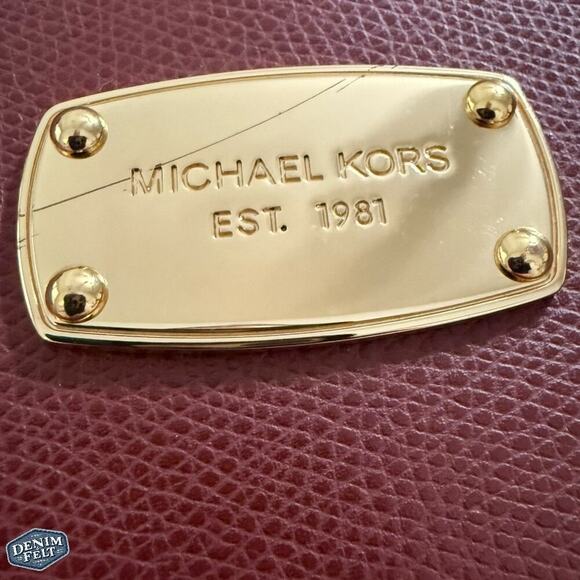 MICHAEL KORS
EST. 1981
DENIM
& FELT